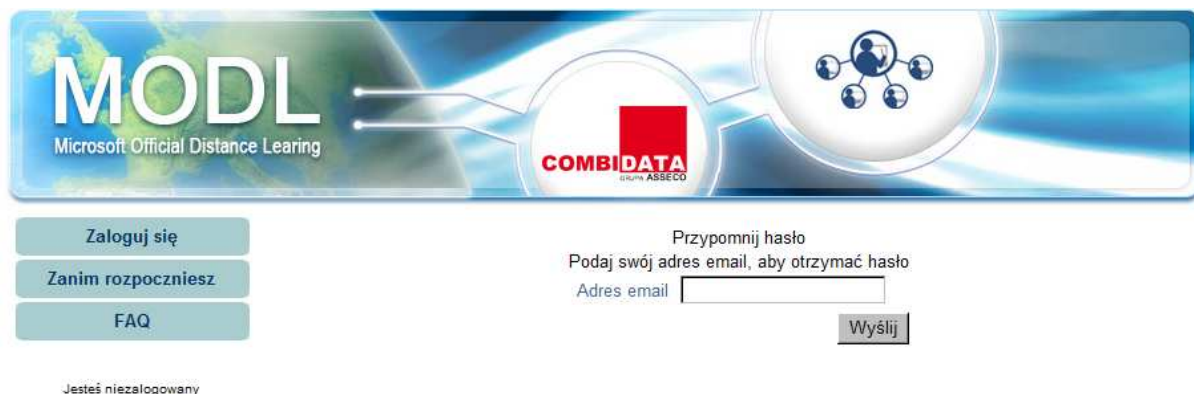 MODL
Microsoft Official Distance Learing
COMBIDATA
GRUPA ASSECO
Zaloguj się
Zanim rozpoczniesz
FAQ
Jesteś niezalogowany
Przypomnij hasło
Podaj swój adres email, aby otrzymać hasło
Adres email
Wyślij